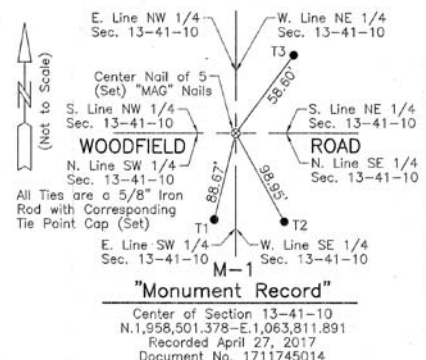 E. Line NW 1/4
Sec. 13-41-10
W. Line NE 1/4
Sec. 13-41-10
T3
N
(Not to Scale)
Center Nail of 5
(Set) "MAG" Nails
58.60'
S. Line NW 1/4
Sec. 13-41-10
S. Line NE 1/4
Sec. 13-41-10
WOODFIELD
ROAD
N. Line SW 1/4
Sec. 13-41-10
N. Line SE 1/4
Sec. 13-41-10
All Ties are a 5/8" Iron
Rod with Corresponding
Tie Point Cap (Set)
88.67'
98.95'
T1
T2
E. Line SW 1/4
Sec. 13-41-10
W. Line SE 1/4
Sec. 13-41-10
M-1
"Monument Record"
Center of Section 13-41-10
N.1,958,501.378-E.1,063,811.891
Recorded April 27, 2017
Document No. 1711745014